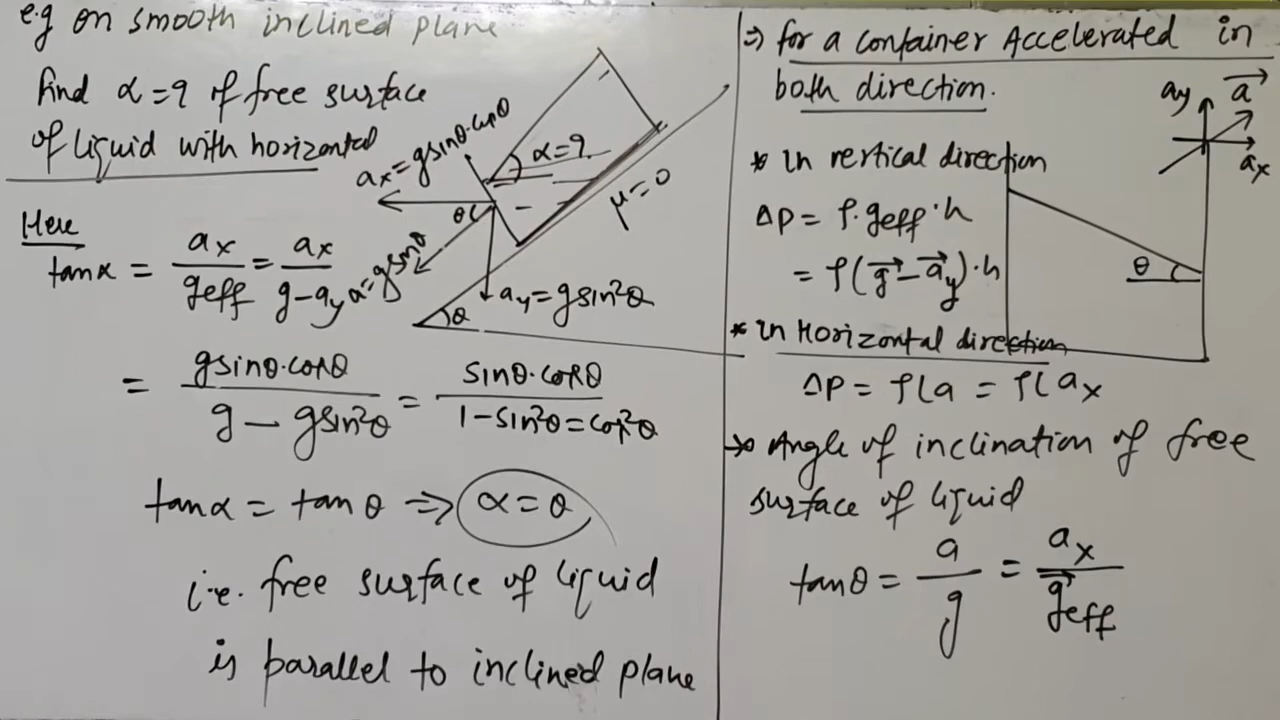 e.g on smooth inclined plane
find α=? of free surface
of liquid with horizontal
ax=gsinθ.cosθ
α=?
μ=0
θ
a=gsinθ
ay=gsin²θ
θ
Here
tanα = ax/geff = ax/g-ay
= gsinθ.cosθ/g-gsin²θ = sinθ.cosθ/1-sin²θ=cos²θ
tanα = tanθ ⇒ α=θ
i.e. free surface of liquid
is parallel to inclined plane
⇒ for a container Accelerated in
both direction.
ay a⃗
ax
* in vertical direction
ΔP = ρ.geff.h
= ρ(g⃗-a⃗y).h
θ
* in Horizontal direction
ΔP = ρla = ρlax
→ Angle of inclination of free
surface of liquid
tanθ = a/g = ax/g⃗eff